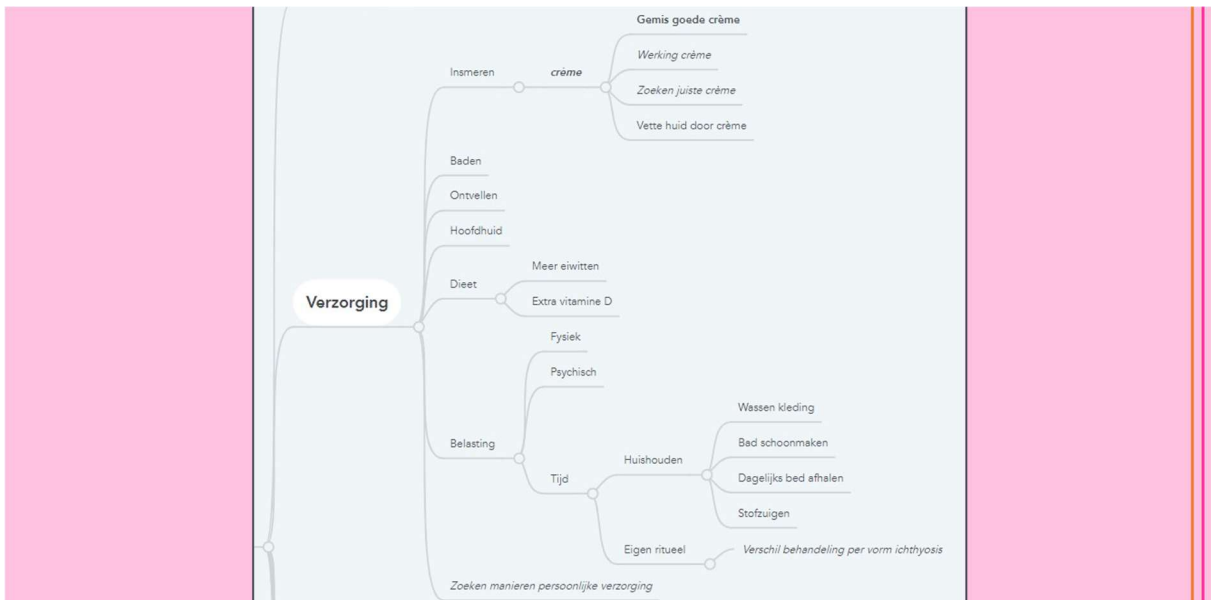 Gemis goede crème
Werking crème
Insmeren
crème
Zoeken juiste crème
Vette huid door crème
Baden
Ontvellen
Hoofdhuid
Meer eiwitten
Dieet
Extra vitamine D
Verzorging
Fysiek
Psychisch
Wassen kleding
Belasting
Bad schoonmaken
Huishouden
Tijd
Dagelijks bed afhalen
Stofzuigen
Eigen ritueel
Verschil behandeling per vorm ichthyosis
Zoeken manieren persoonlijke verzorging